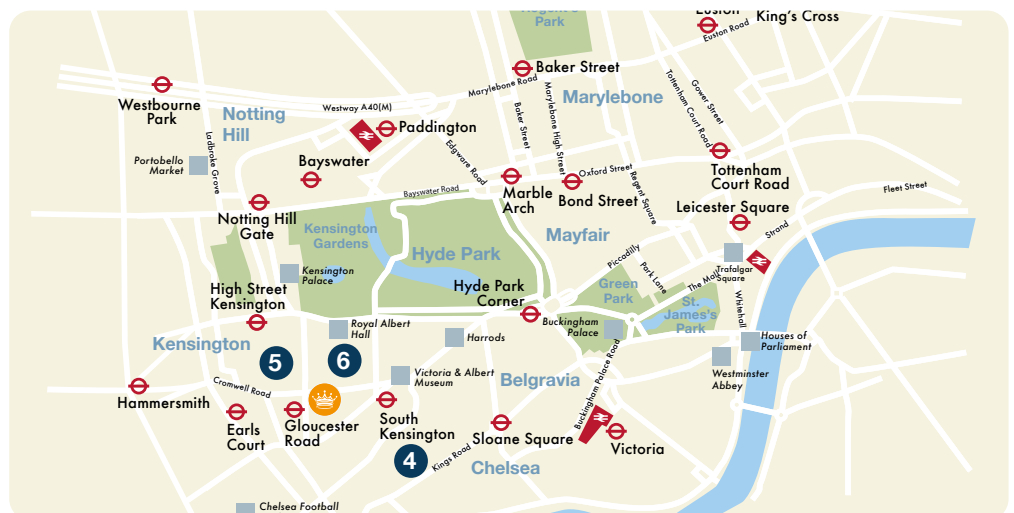 Regent's
Park
Euston
King's Cross
Euston Road
Baker Street
Marylebone Road
Marylebone
Westbourne
Park
Notting
Hill
Westway A40(M)
Paddington
Baker Street
Marylebone High Street
Tottenham Court Road
Gower Street
Portobello
Market
Ladbroke Grove
Bayswater
Edgware Road
Oxford Street
Tottenham
Court Road
Bayswater Road
Marble
Arch
Bond Street
Regent Square
Fleet Street
Notting Hill
Gate
Leicester Square
Kensington
Gardens
Hyde Park
Mayfair
Strand
Piccadilly
Park Lane
Trafalgar
Square
Kensington
Palace
The Mall
High Street
Kensington
Hyde Park
Corner
Green
Park
St.
James's
Park
Whitehall
Kensington
Royal Albert
Hall
Harrods
Buckingham
Palace
Houses of
Parliament
Westminster
Abbey
5
6
Victoria & Albert
Museum
Belgravia
Buckingham Palace Road
Cromwell Road
Hammersmith
Earls
Court
Gloucester
Road
South
Kensington
Sloane Square
Victoria
4
Kings Road
Chelsea
Chelsea Football